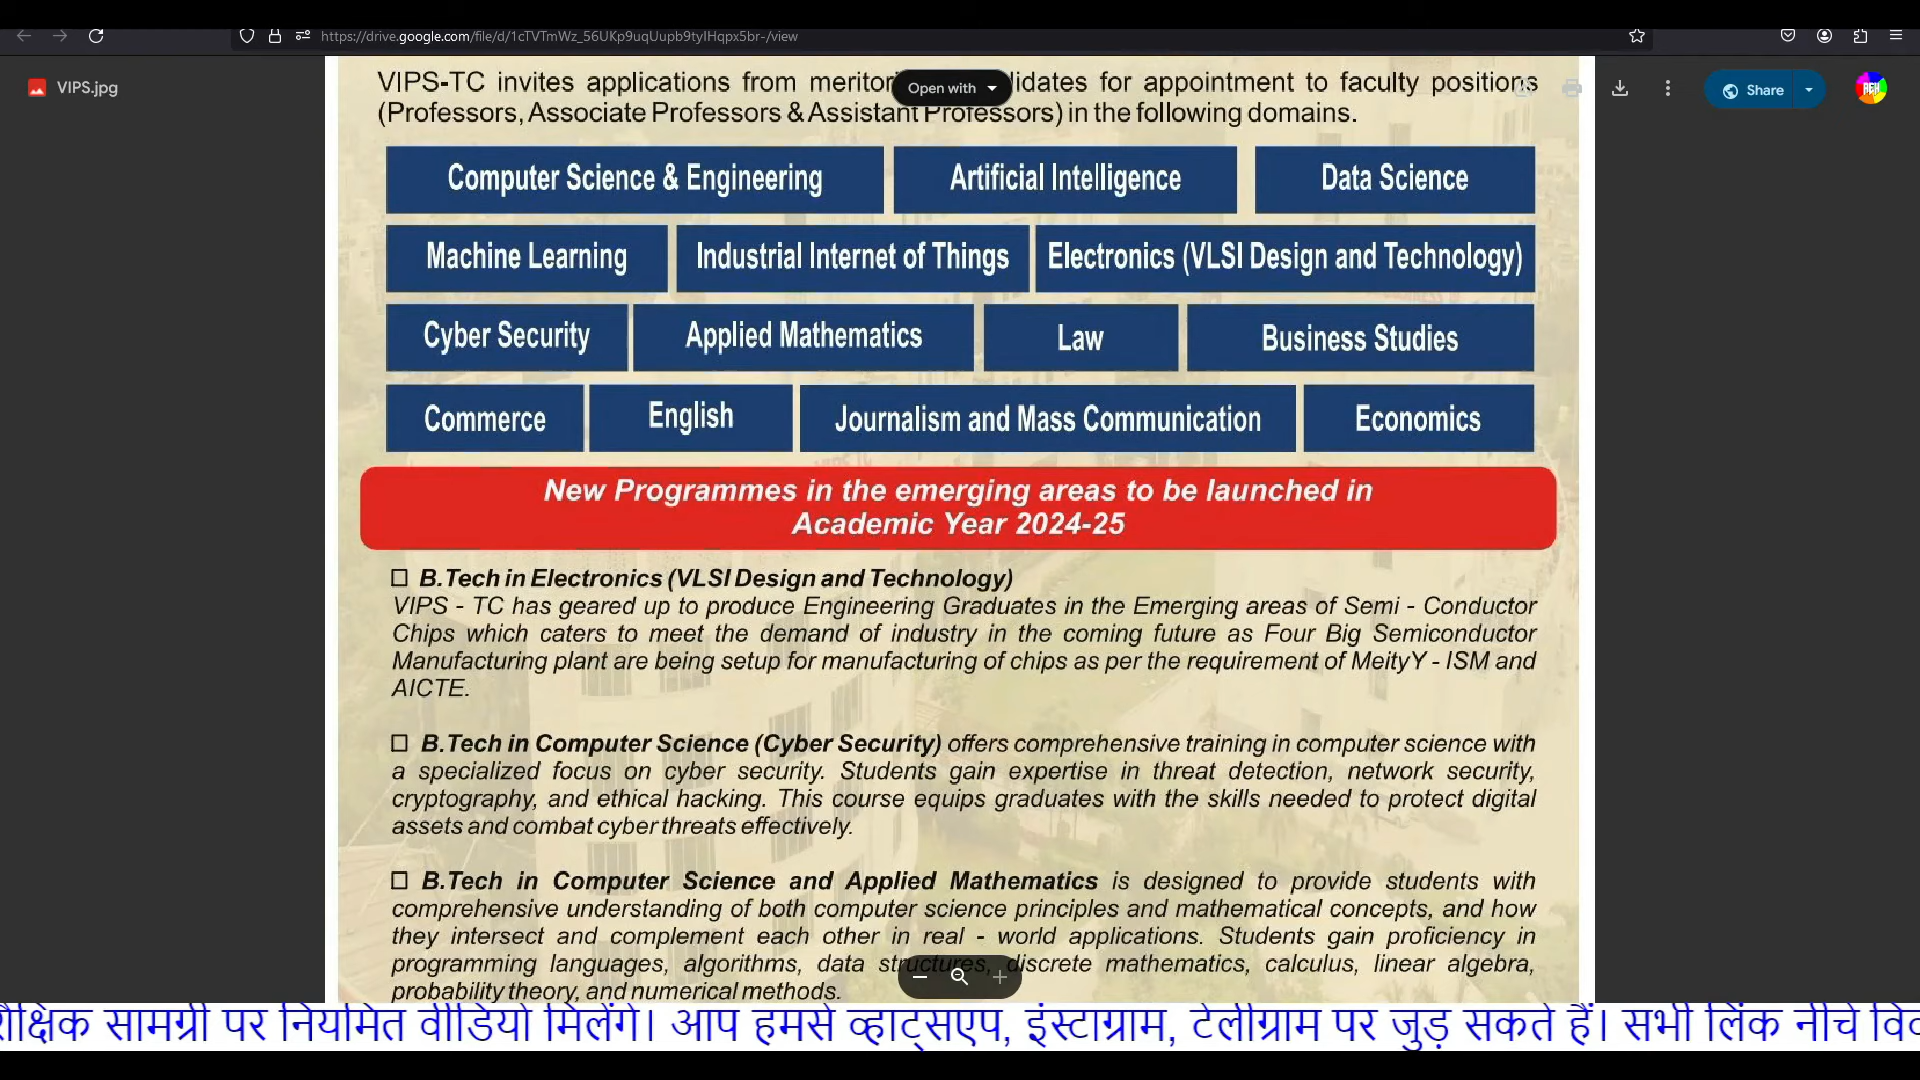 https://drive.google.com/file/d/1cTVTmWz_56UKp9uqUupb9tyIHqpx5br-/view
VIPS.jpg
Open with
Share
VIPS-TC invites applications from for appointment to faculty positions
(Professors, Associate Professors & Assistant Professors) in the following domains.
Computer Science & Engineering Artificial Intelligence Data Science
Machine Learning Industrial Internet of Things Electronics (VLSI Design and Technology)
Cyber Security Applied Mathematics Law Business Studies
Commerce English Journalism and Mass Communication Economics
New Programmes in the emerging areas to be launched in
Academic Year 2024-25
B.Tech in Electronics (VLSI Design and Technology)
VIPS - TC has geared up to produce Engineering Graduates in the Emerging areas of Semi - Conductor
Chips which caters to meet the demand of industry in the coming future as Four Big Semiconductor
Manufacturing plant are being setup for manufacturing of chips as per the requirement of MeityY - ISM and
AICTE.
B.Tech in Computer Science (Cyber Security) offers comprehensive training in computer science with
a specialized focus on cyber security. Students gain expertise in threat detection, network security,
cryptography, and ethical hacking. This course equips graduates with the skills needed to protect digital
assets and combat cyber threats effectively.
B.Tech in Computer Science and Applied Mathematics is designed to provide students with
comprehensive understanding of both computer science principles and mathematical concepts, and how
they intersect and complement each other in real - world applications. Students gain proficiency in
programming languages, algorithms, data structures, discrete mathematics, calculus, linear algebra,
probability theory, and numerical methods.
सामग्री पर नियमित वीडियो मिलेंगे। आप हमसे व्हाट्सएप, इंस्टाग्राम, टेलीग्राम पर जुड़ सकते हैं। सभी लिंक नीचे